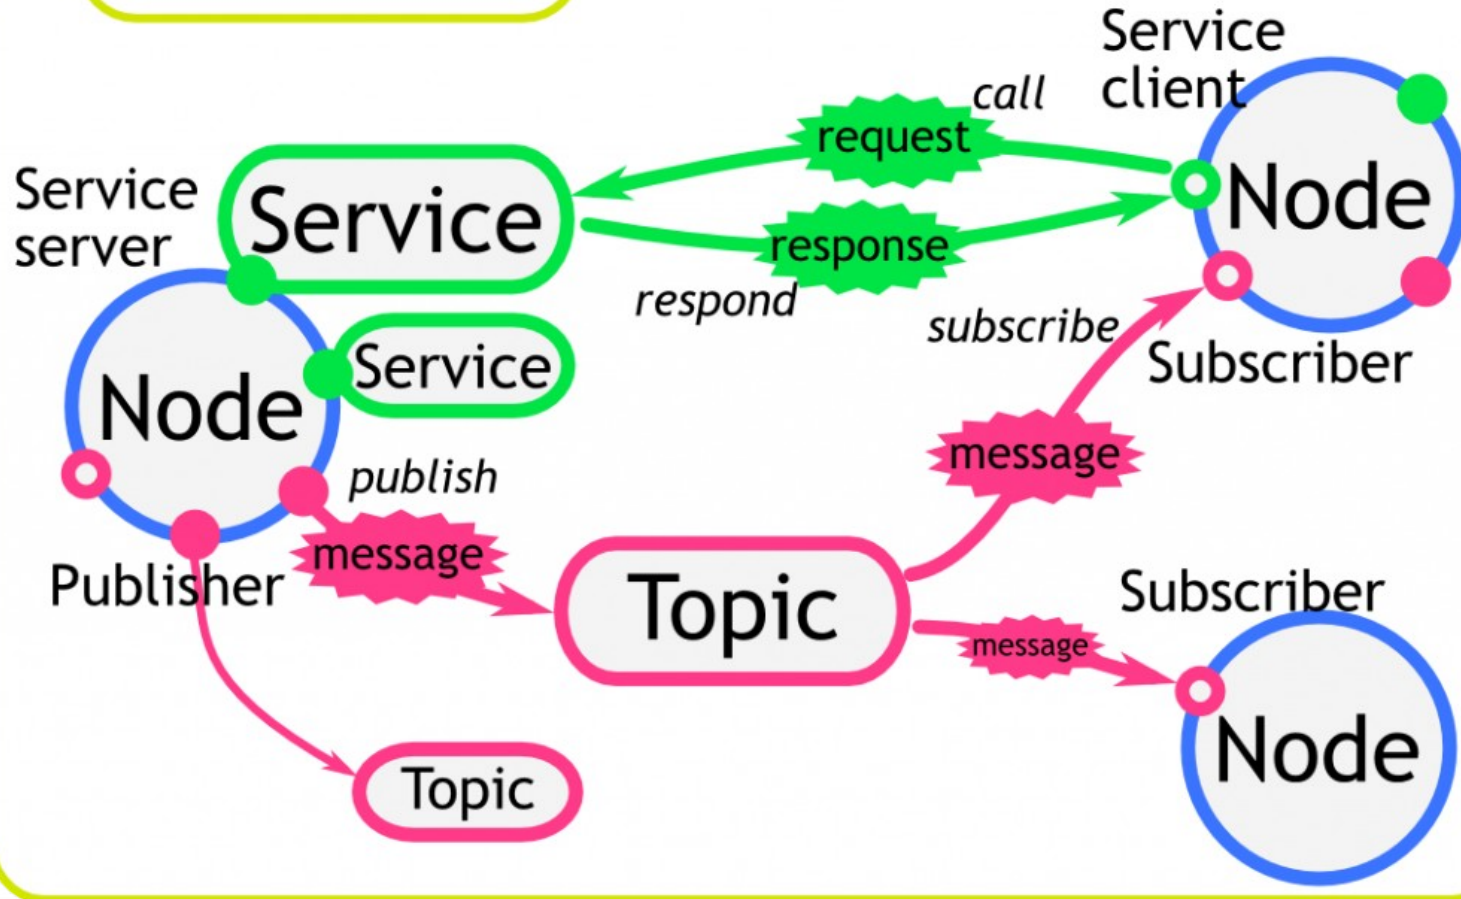 Service
client
call
request
Service
server
Service
Node
response
respond
subscribe
Subscriber
Service
Node
publish
message
message
Publisher
Topic
Subscriber
message
Node
Topic